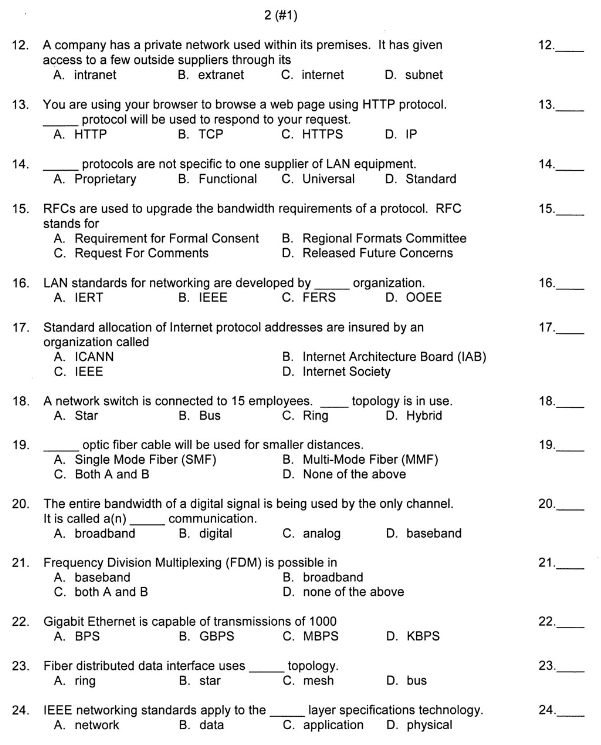 2 (#1)
12. A company has a private network used within its premises. It has given 12.____
access to a few outside suppliers through its
A. intranet B. extranet C. internet D. subnet
13. You are using your browser to browse a web page using HTTP protocol. 13.____
_____ protocol will be used to respond to your request.
A. HTTP B. TCP C. HTTPS D. IP
14. _____ protocols are not specific to one supplier of LAN equipment. 14.____
A. Proprietary B. Functional C. Universal D. Standard
15. RFCs are used to upgrade the bandwidth requirements of a protocol. RFC 15.____
stands for
A. Requirement for Formal Consent B. Regional Formats Committee
C. Request For Comments D. Released Future Concerns
16. LAN standards for networking are developed by _____ organization. 16.____
A. IERT B. IEEE C. FERS D. OOEE
17. Standard allocation of Internet protocol addresses are insured by an 17.____
organization called
A. ICANN B. Internet Architecture Board (IAB)
C. IEEE D. Internet Society
18. A network switch is connected to 15 employees. ____ topology is in use. 18.____
A. Star B. Bus C. Ring D. Hybrid
19. _____ optic fiber cable will be used for smaller distances. 19.____
A. Single Mode Fiber (SMF) B. Multi-Mode Fiber (MMF)
C. Both A and B D. None of the above
20. The entire bandwidth of a digital signal is being used by the only channel. 20.____
It is called a(n) _____ communication.
A. broadband B. digital C. analog D. baseband
21. Frequency Division Multiplexing (FDM) is possible in 21.____
A. baseband B. broadband
C. both A and B D. none of the above
22. Gigabit Ethernet is capable of transmissions of 1000 22.____
A. BPS B. GBPS C. MBPS D. KBPS
23. Fiber distributed data interface uses _____ topology. 23.____
A. ring B. star C. mesh D. bus
24. IEEE networking standards apply to the _____ layer specifications technology. 24.____
A. network B. data C. application D. physical